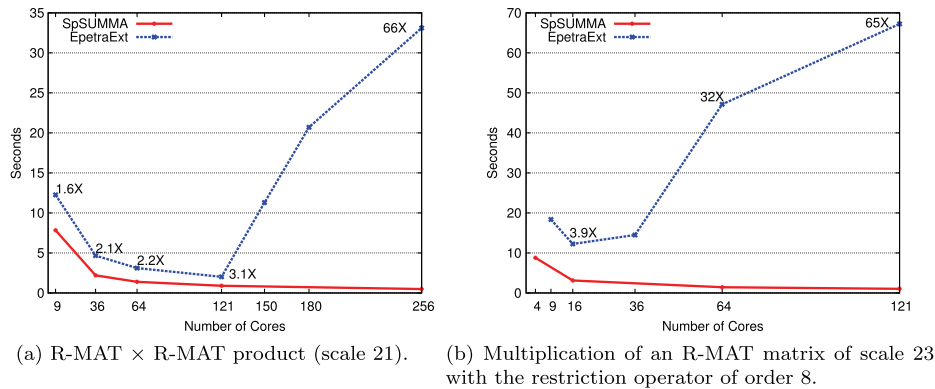 SpSUMMA
EpetraExt
35
30
25
20
15
10
5
0
Seconds
1.6X
2.1X
2.2X
3.1X
66X
9 36 64 121 150 180 256
Number of Cores
(a) R-MAT × R-MAT product (scale 21).
SpSUMMA
EpetraExt
70
60
50
40
30
20
10
0
Seconds
3.9X
32X
65X
4 9 16 36 64 121
Number of Cores
(b) Multiplication of an R-MAT matrix of scale 23
with the restriction operator of order 8.